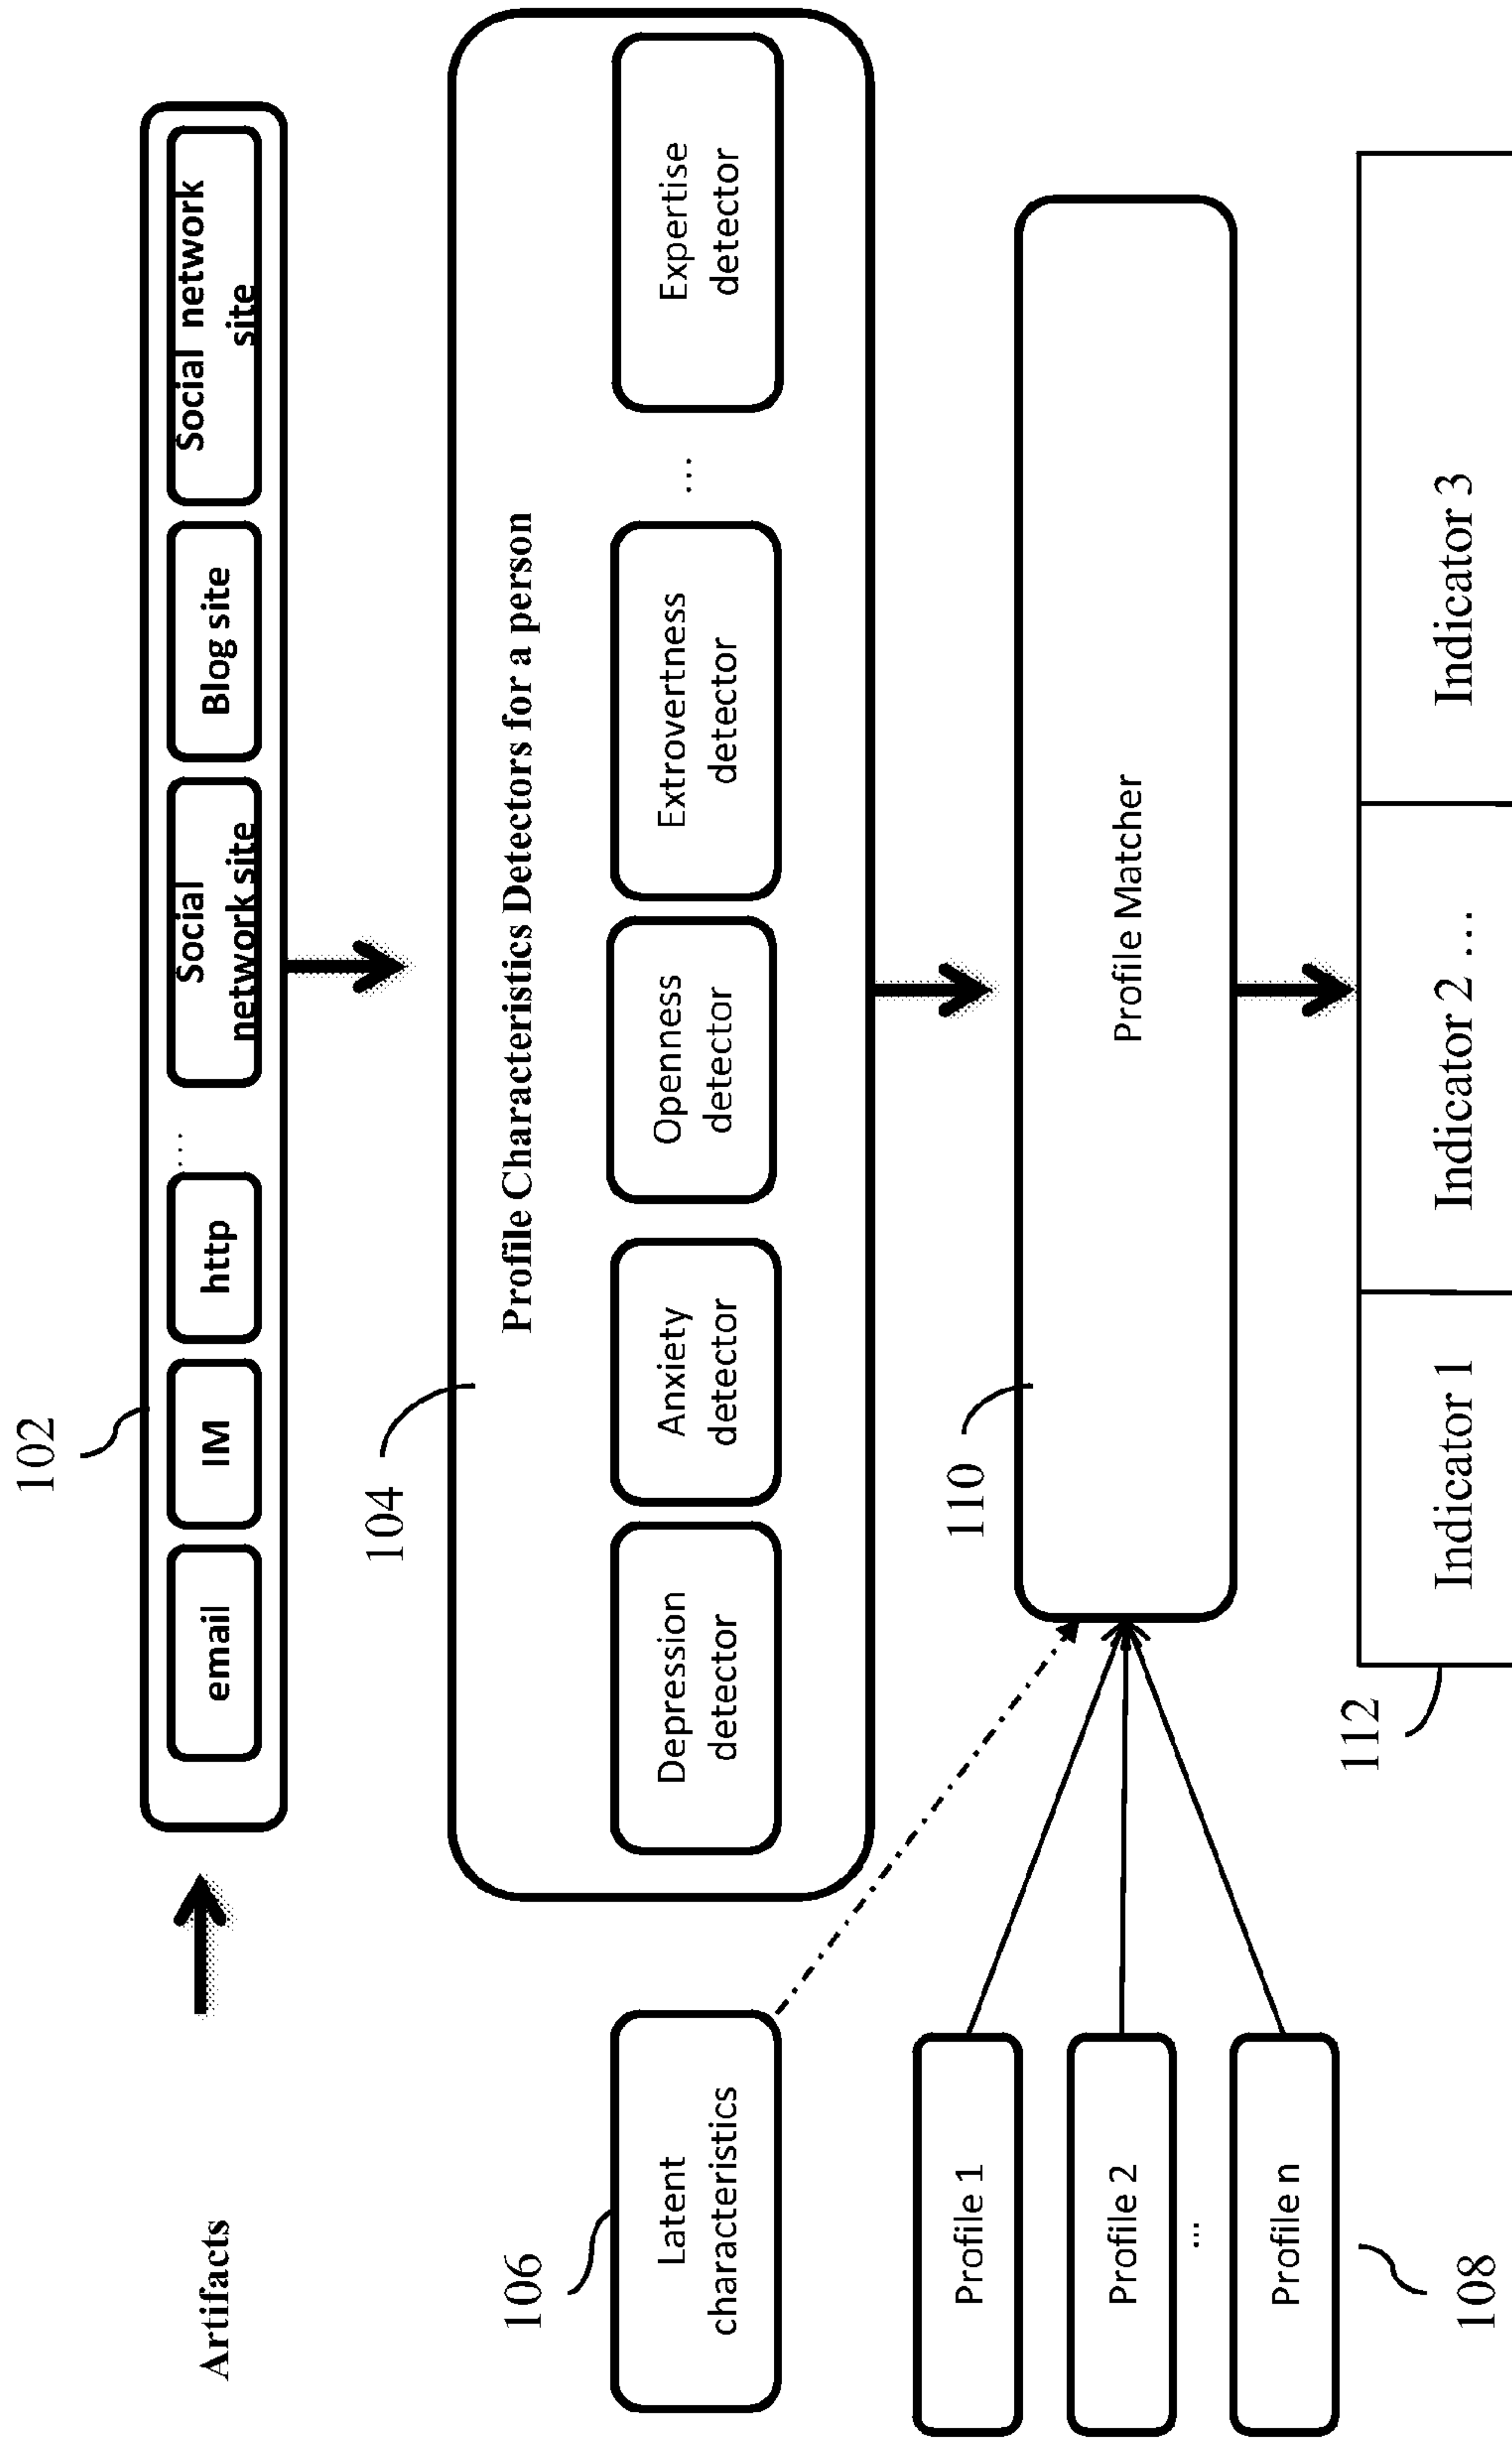 102
Artifacts
email
IM
http
...
Social
network site
Blog site
Social network
site
104
Profile Characteristics Detectors for a person
106
Latent
characteristics
Depression
detector
Anxiety
detector
Openness
detector
Extrovertness
detector
...
Expertise
detector
110
Profile 1
Profile 2
...
Profile n
108
Profile Matcher
112
Indicator 1
Indicator 2 ...
Indicator 3